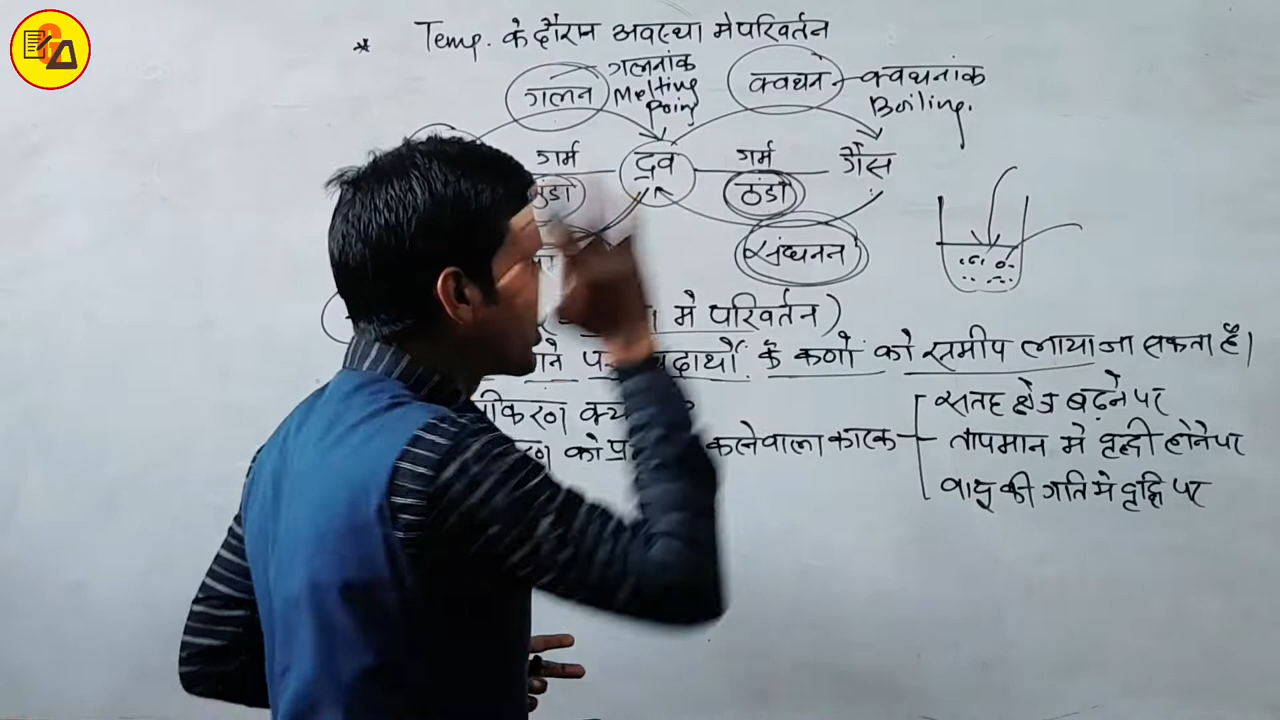 * Temp. के दौरान अवस्था मे परिवर्तन
गलन गलनांक Melting Point
क्वथन क्वथनांक Boiling.
गर्म द्रव गर्म गैस
ठंडा ठंडा
संघनन
मे परिवर्तन)
पदार्थो के कणो को समीप लाया जा सकता है।
सतह क्षेत्र बढ़ने पर
कलेवाला कारक तापमान मे वृद्धी होने पर
वायु की गति मे वृद्धि पर